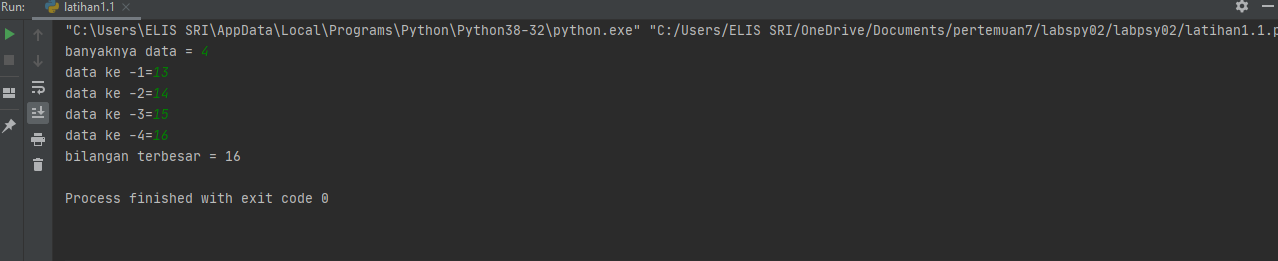 Run: latihan1.1
"C:\Users\ELIS SRI\AppData\Local\Programs\Python\Python38-32\python.exe" "C:/Users/ELIS SRI/OneDrive/Documents/pertemuan7/labspy02/labpsy02/latihan1.1.p
banyaknya data = 4
data ke -1=13
data ke -2=14
data ke -3=15
data ke -4=16
bilangan terbesar = 16
Process finished with exit code 0